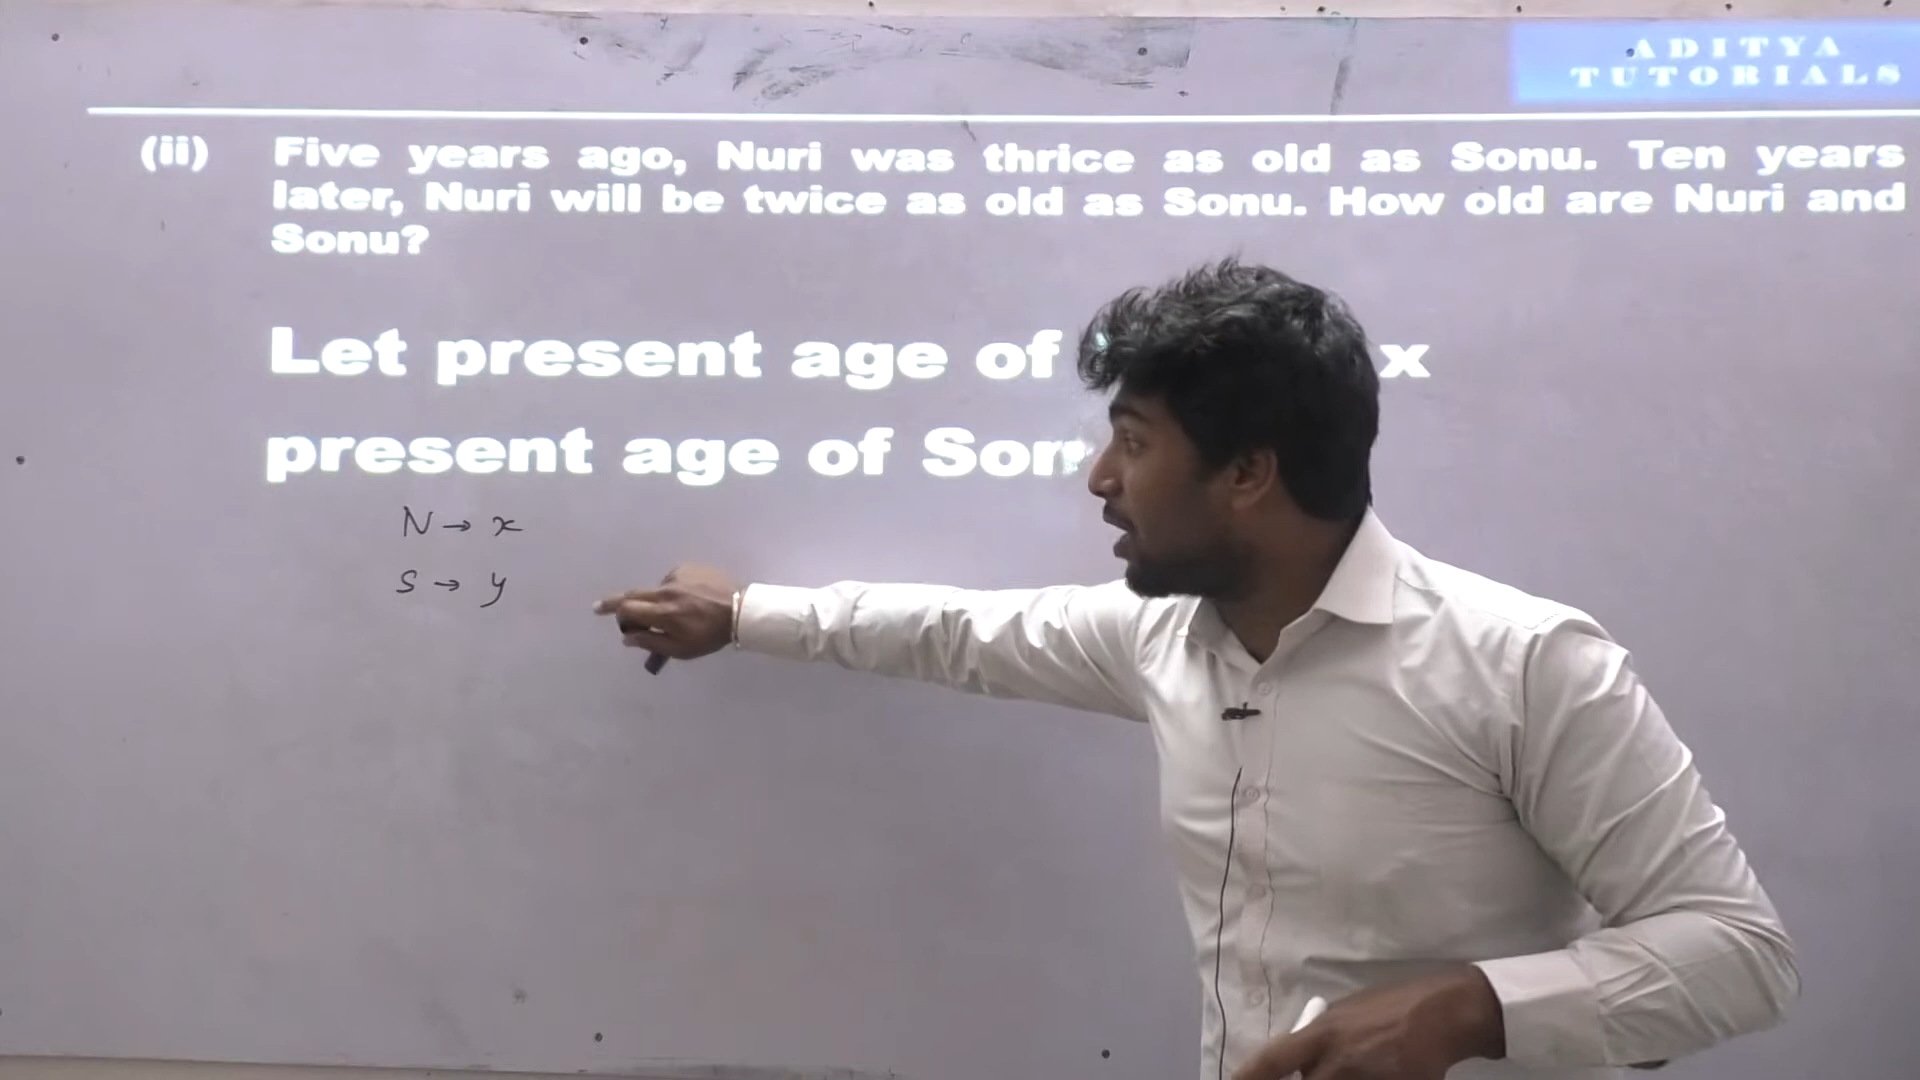 ADITYA
TUTORIALS
(ii) Five years ago, Nuri was thrice as old as Sonu. Ten years
later, Nuri will be twice as old as Sonu. How old are Nuri and
Sonu?
Let present age of x
present age of
N → x
S → y